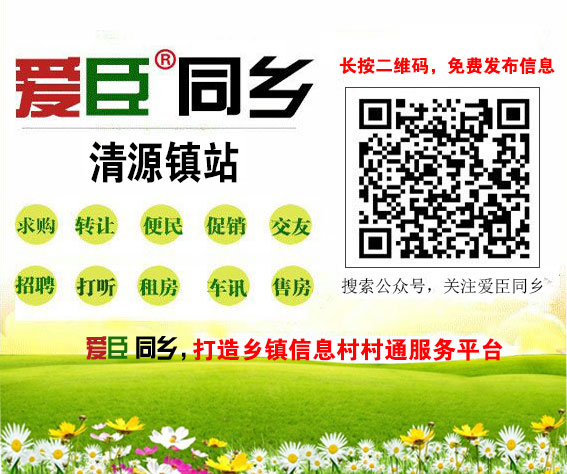 爱臣®同乡
清源镇站
求购 转让 便民 促销 交友
招聘 打听 租房 车讯 售房
长按二维码，免费发布信息
搜索公众号，关注爱臣同乡
爱臣同乡，打造乡镇信息村村通服务平台